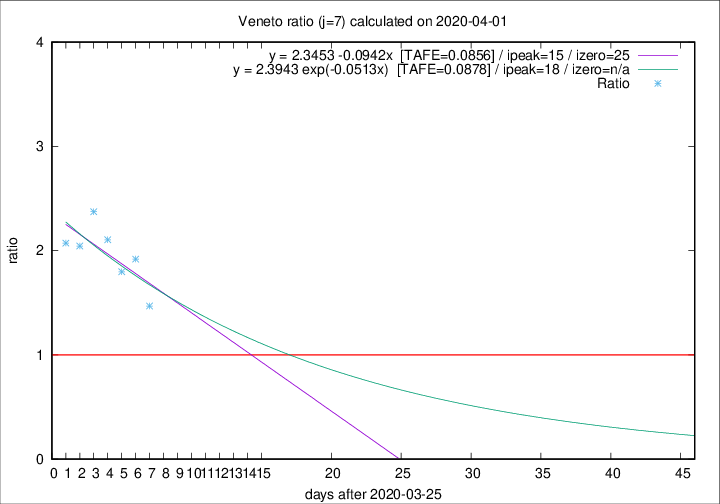 Veneto ratio (j=7) calculated on 2020-04-01
y = 2.3453 -0.0942x [TAFE=0.0856] / ipeak=15 / izero=25
y = 2.3943 exp(-0.0513x) [TAFE=0.0878] / ipeak=18 / izero=n/a
Ratio
4
3
2
1
0
ratio
0 1 2 3 4 5 6 7 8 9 10 11 12 13 14 15 20 25 30 35 40 45
days after 2020-03-25